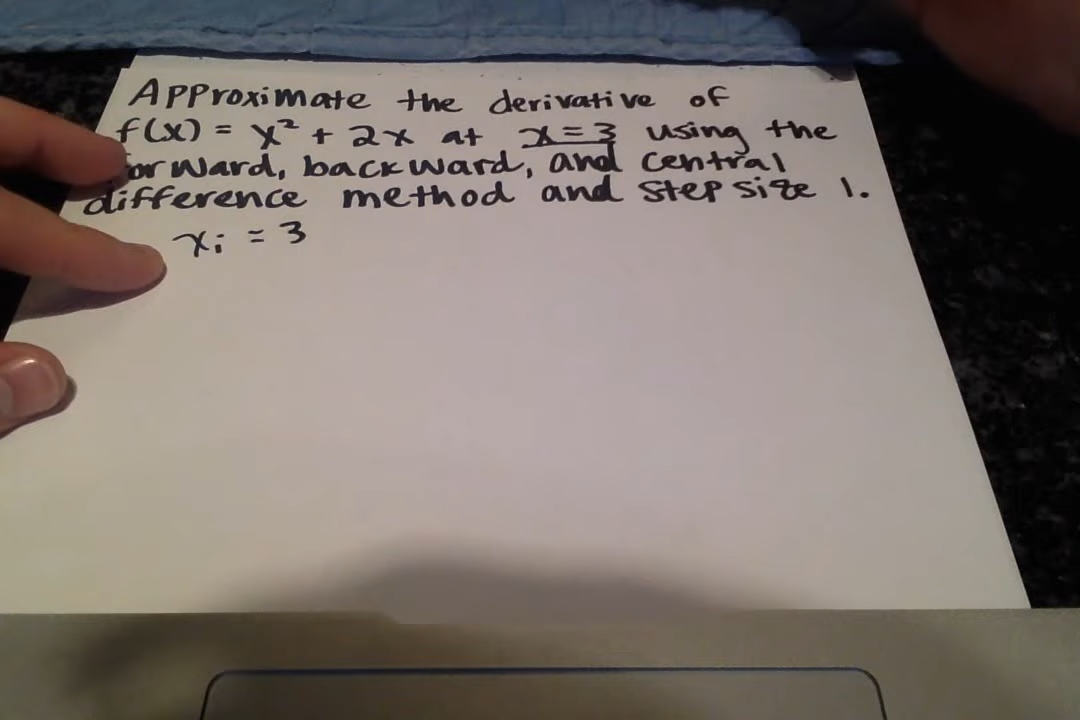 Approximate the derivative of
f(x) = x² + 2x at x = 3 using the
forward, backward, and central
difference method and step size 1.
xᵢ = 3